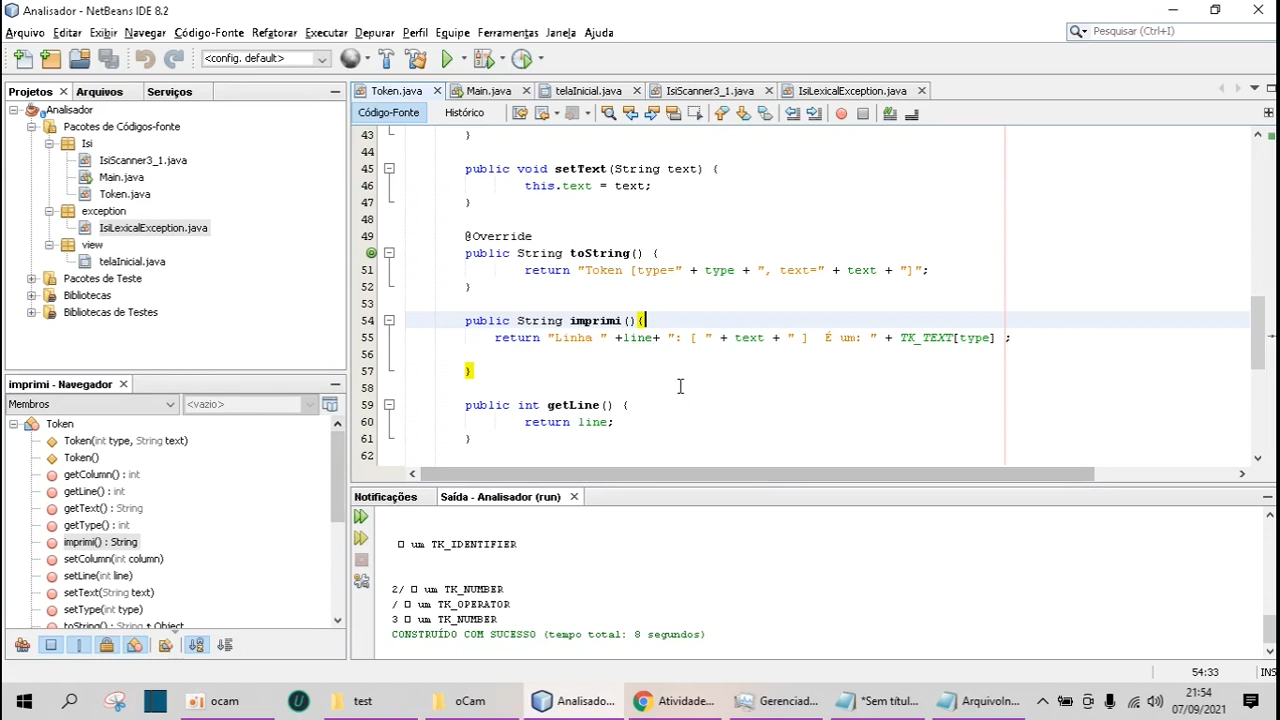 Analisador - NetBeans IDE 8.2
Arquivo Editar Exibir Navegar Código-Fonte Refatorar Executar Depurar Perfil Equipe Ferramentas Janela Ajuda
Pesquisar (Ctrl+I)
<config. default>
Projetos Arquivos Serviços
Token.java Main.java telaInicial.java IsiScanner3_1.java IsiLexicalException.java
Código-Fonte Histórico
Analisador
Pacotes de Códigos-fonte
Isi
IsiScanner3_1.java
Main.java
Token.java
exception
IsiLexicalException.java
view
telaInicial.java
Pacotes de Teste
Bibliotecas
Bibliotecas de Testes
43 }
44
45 public void setText(String text) {
46 this.text = text;
47 }
48
49 @Override
public String toString() {
51 return "Token [type=" + type + ", text=" + text + "]";
52 }
53
54 public String imprimi(){
55 return "Linha " +line+ ": [ " + text + " ]  É um: " + TK_TEXT[type] ;
56
57 }
58
59 public int getLine() {
60 return line;
61 }
62
imprimi - Navegador
Membros <vazio>
Token
Token(int type, String text)
Token()
getColumn() : int
getLine() : int
getText() : String
getType() : int
imprimi() : String
setColumn(int column)
setLine(int line)
setText(String text)
setType(int type)
toString() : String ↑ Object
Notificações Saída - Analisador (run)
□ um TK_IDENTIFIER
2/ □ um TK_NUMBER
/ □ um TK_OPERATOR
3 □ um TK_NUMBER
CONSTRUÍDO COM SUCESSO (tempo total: 8 segundos)
54:33 INS
ocam test oCam Analisado... Atividade... Gerenciad... *Sem títul... ArquivoIn...
21:54
07/09/2021